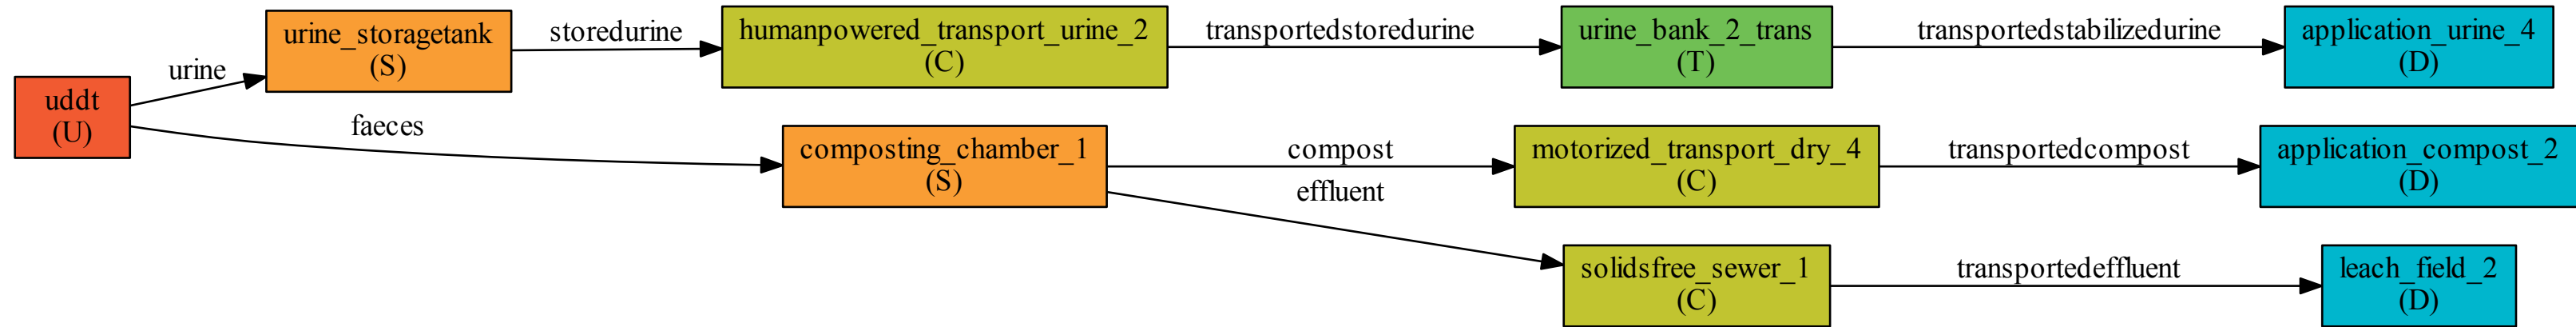 uddt
(U)
urine
faeces
urine_storagetank
(S)
storedurine
humanpowered_transport_urine_2
(C)
transportedstoredurine
urine_bank_2_trans
(T)
transportedstabilizedurine
application_urine_4
(D)
composting_chamber_1
(S)
compost
effluent
motorized_transport_dry_4
(C)
transportedcompost
application_compost_2
(D)
solidsfree_sewer_1
(C)
transportedeffluent
leach_field_2
(D)